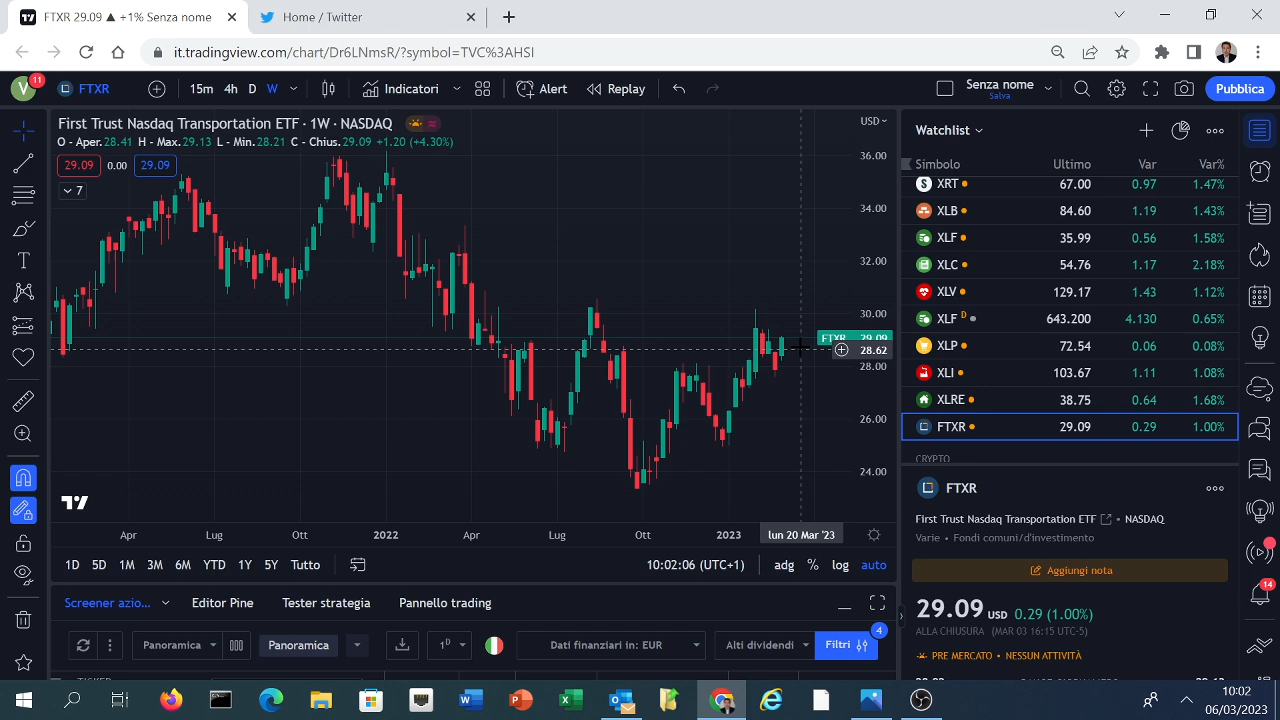 FTXR 29.09 ▲ +1% Senza nome
Home / Twitter
it.tradingview.com/chart/Dr6LNmsR/?symbol=TVC%3AHSI
V
11
FTXR
15m 4h D W
Indicatori
Alert
Replay
Senza nome
Salva
Pubblica
First Trust Nasdaq Transportation ETF · 1W · NASDAQ
O - Aper.28.41 H - Max.29.13 L - Min.28.21 C - Chius.29.09 +1.20 (+4.30%)
29.09 0.00 29.09
7
USD
36.00
34.00
32.00
30.00
FTXR 29.09
28.62
28.00
26.00
24.00
Apr Lug Ott 2022 Apr Lug Ott 2023 lun 20 Mar '23
1D 5D 1M 3M 6M YTD 1Y 5Y Tutto
10:02:06 (UTC+1) adg % log auto
Screener azio...
Editor Pine
Tester strategia
Pannello trading
Panoramica
Panoramica
1D
Dati finanziari in: EUR
Alti dividendi
Filtri
4
TICKER
Watchlist
Simbolo Ultimo Var Var%
XRT 67.00 0.97 1.47%
XLB 84.60 1.19 1.43%
XLF 35.99 0.56 1.58%
XLC 54.76 1.17 2.18%
XLV 129.17 1.43 1.12%
XLF D 643.200 4.130 0.65%
XLP 72.54 0.06 0.08%
XLI 103.67 1.11 1.08%
XLRE 38.75 0.64 1.68%
FTXR 29.09 0.29 1.00%
CRYPTO
FTXR
First Trust Nasdaq Transportation ETF • NASDAQ
Varie • Fondi comuni/d'investimento
Aggiungi nota
29.09 USD 0.29 (1.00%)
ALLA CHIUSURA (MAR 03 16:15 UTC-5)
PRE MERCATO • NESSUN ATTIVITÀ
14
10:02
06/03/2023